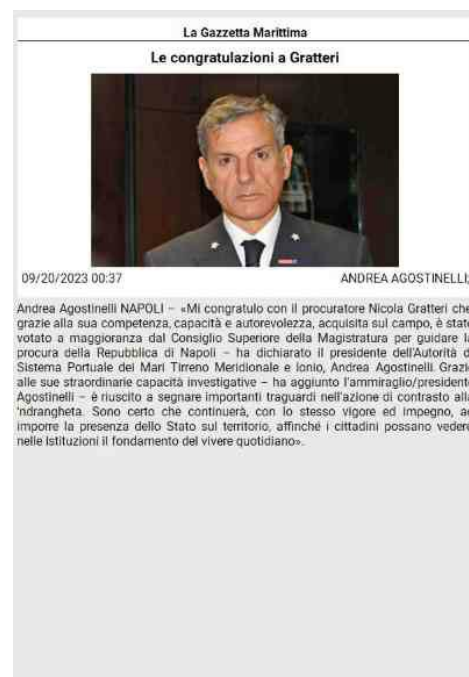 La Gazzetta Marittima
Le congratulazioni a Gratteri
09/20/2023 00:37
ANDREA AGOSTINELLI;
Andrea Agostinelli NAPOLI – «Mi congratulo con il procuratore Nicola Gratteri che
grazie alla sua competenza, capacità e autorevolezza, acquisita sul campo, è stato
votato a maggioranza dal Consiglio Superiore della Magistratura per guidare la
procura della Repubblica di Napoli – ha dichiarato il presidente dell'Autorità d
Sistema Portuale dei Mari Tirreno Meridionale e Ionio, Andrea Agostinelli. Grazie
alle sue straordinarie capacità investigative – ha aggiunto l'ammiraglio/presidente
Agostinelli – è riuscito a segnare importanti traguardi nell'azione di contrasto alla
'ndrangheta. Sono certo che continuerà, con lo stesso vigore ed impegno, ad
imporre la presenza dello Stato sul territorio, affinché i cittadini possano vedere
nelle Istituzioni il fondamento del vivere quotidiano».